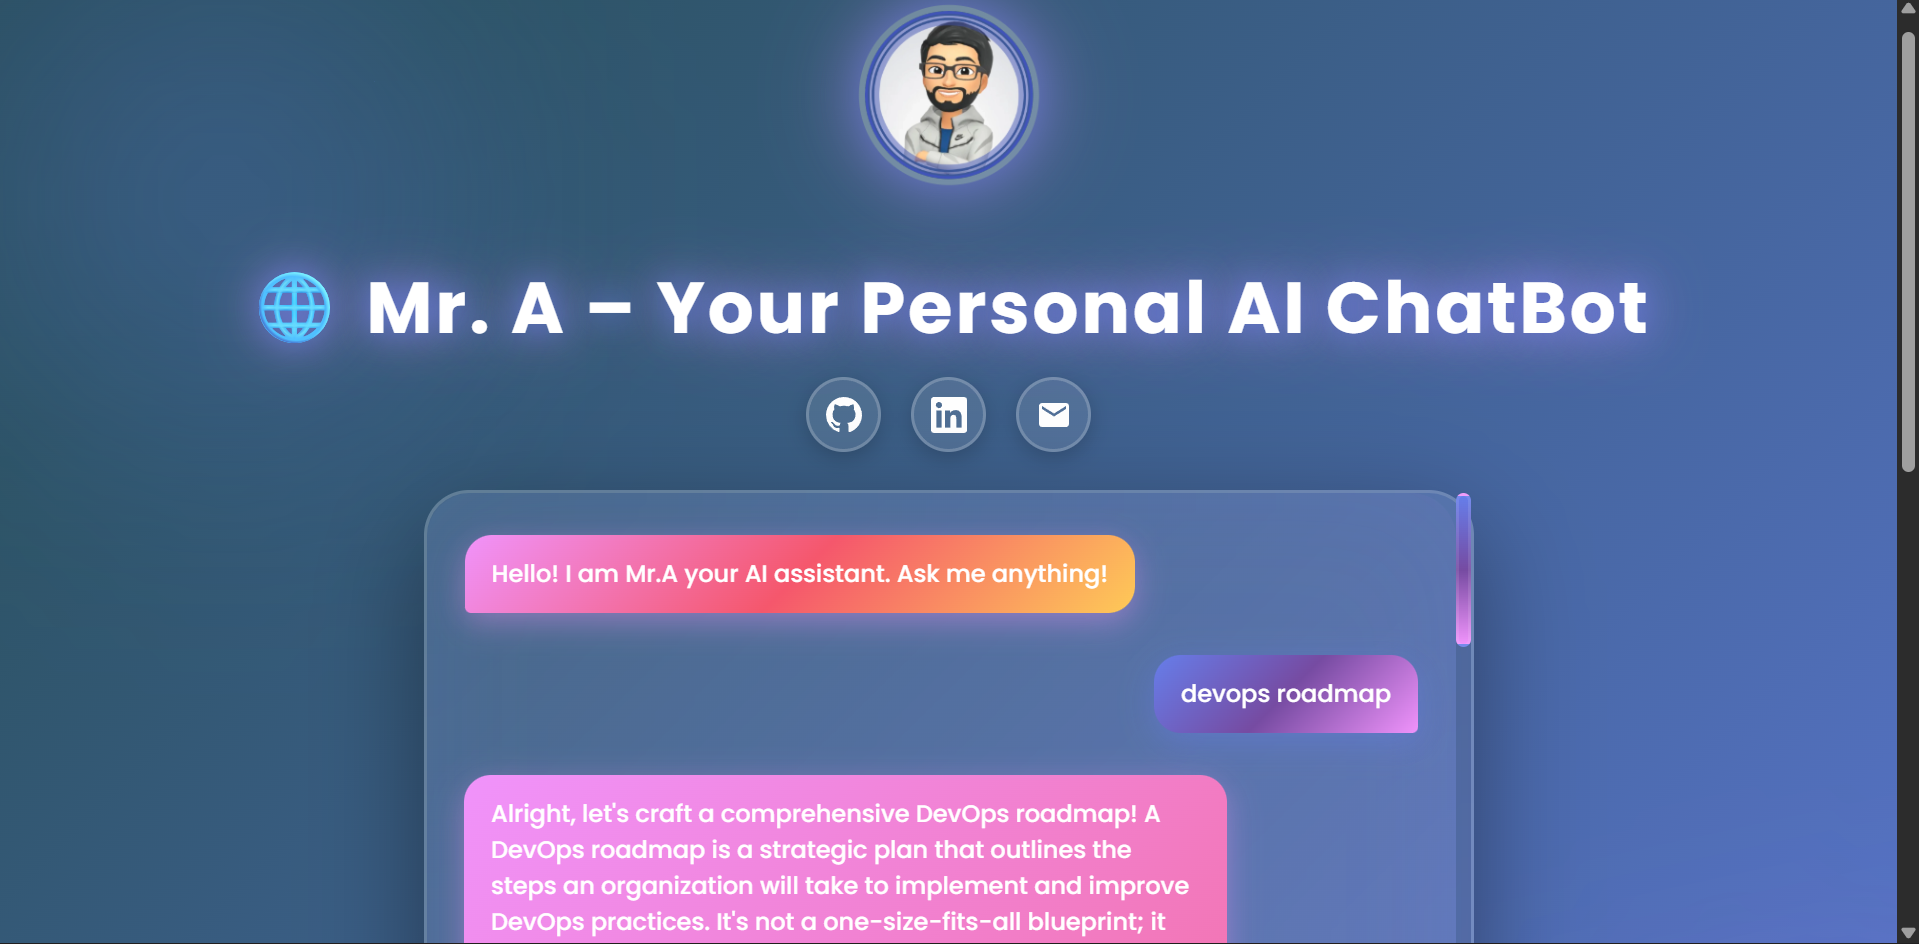 Mr. A – Your Personal AI ChatBot
in
Hello! I am Mr.A your AI assistant. Ask me anything!
devops roadmap
Alright, let's craft a comprehensive DevOps roadmap! A
DevOps roadmap is a strategic plan that outlines the
steps an organization will take to implement and improve
DevOps practices. It's not a one-size-fits-all blueprint; it